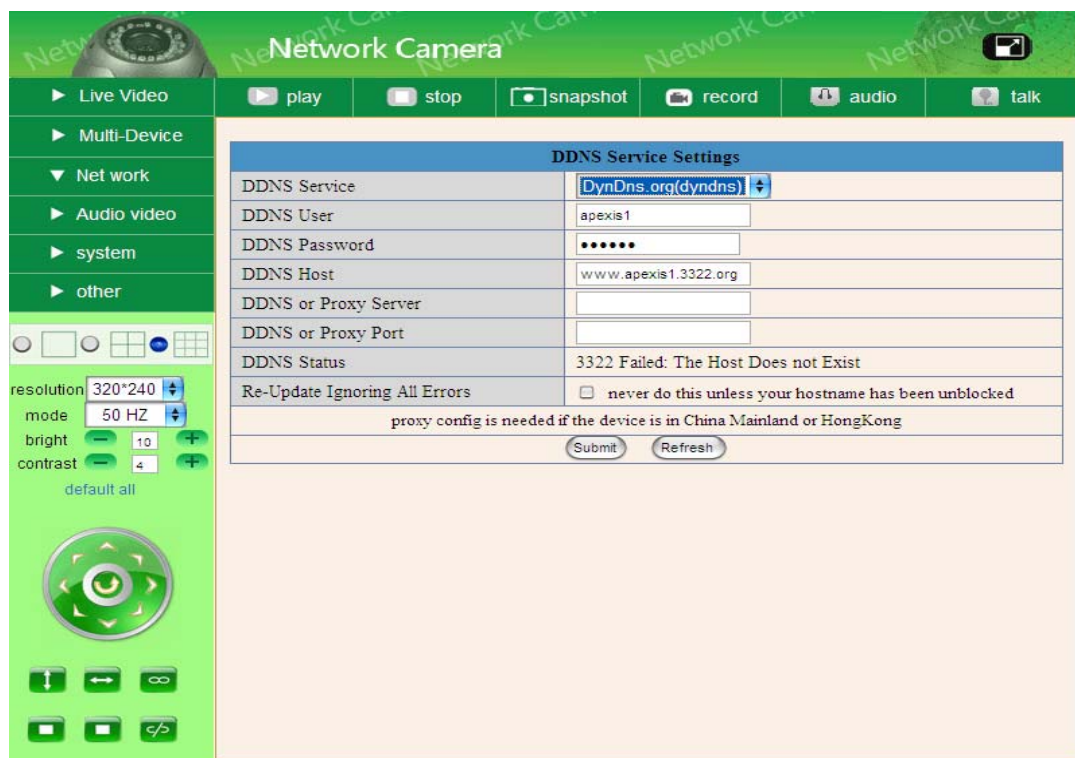 Network Camera
Network Camera
Network Camera
Network Camera
Network Camera
Live Video
play
stop
snapshot
record
audio
talk
Multi-Device
Net work
Audio video
system
other
DDNS Service Settings
DDNS Service DynDns.org(dyndns)
DDNS User apexis1
DDNS Password ••••••
DDNS Host www.apexis1.3322.org
DDNS or Proxy Server
DDNS or Proxy Port
DDNS Status 3322 Failed: The Host Does not Exist
Re-Update Ignoring All Errors never do this unless your hostname has been unblocked
proxy config is needed if the device is in China Mainland or HongKong
Submit Refresh
resolution 320*240
mode 50 HZ
bright 10
contrast 4
default all